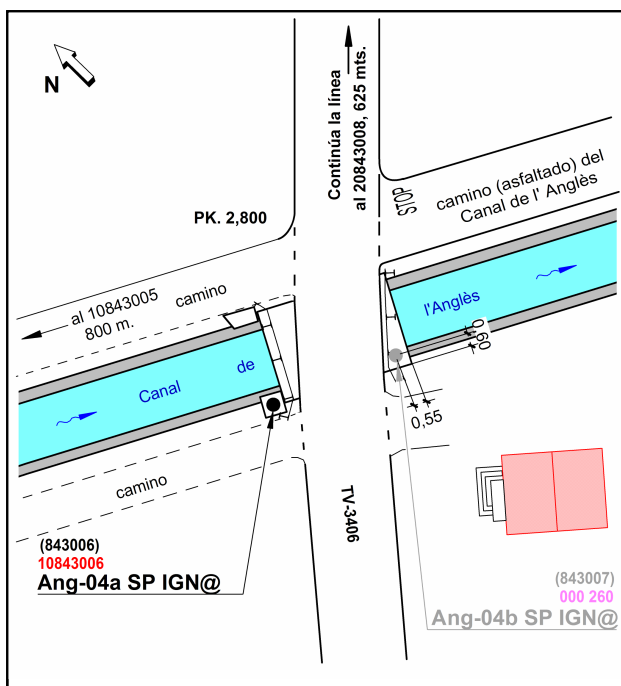 N
Continúa la línea
al 20843008, 625 mts.
STOP
camino (asfaltado) del
Canal de l' Anglès
PK. 2,800
al 10843005
800 m.
camino
l'Anglès
Canal de
0,60
0,55
camino
TV-3406
(843006)
10843006
Ang-04a SP IGN@
(843007)
000 260
Ang-04b SP IGN@